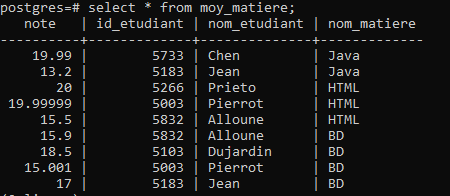 postgres=# select * from moy_matiere;
   note   | id_etudiant | nom_etudiant | nom_matiere
----------+-------------+--------------+-------------
    19.99 |        5733 | Chen         | Java
     13.2 |        5183 | Jean         | Java
       20 |        5266 | Prieto       | HTML
 19.99999 |        5003 | Pierrot      | HTML
     15.5 |        5832 | Alloune      | HTML
     15.9 |        5832 | Alloune      | BD
     18.5 |        5103 | Dujardin     | BD
   15.001 |        5003 | Pierrot      | BD
       17 |        5183 | Jean         | BD